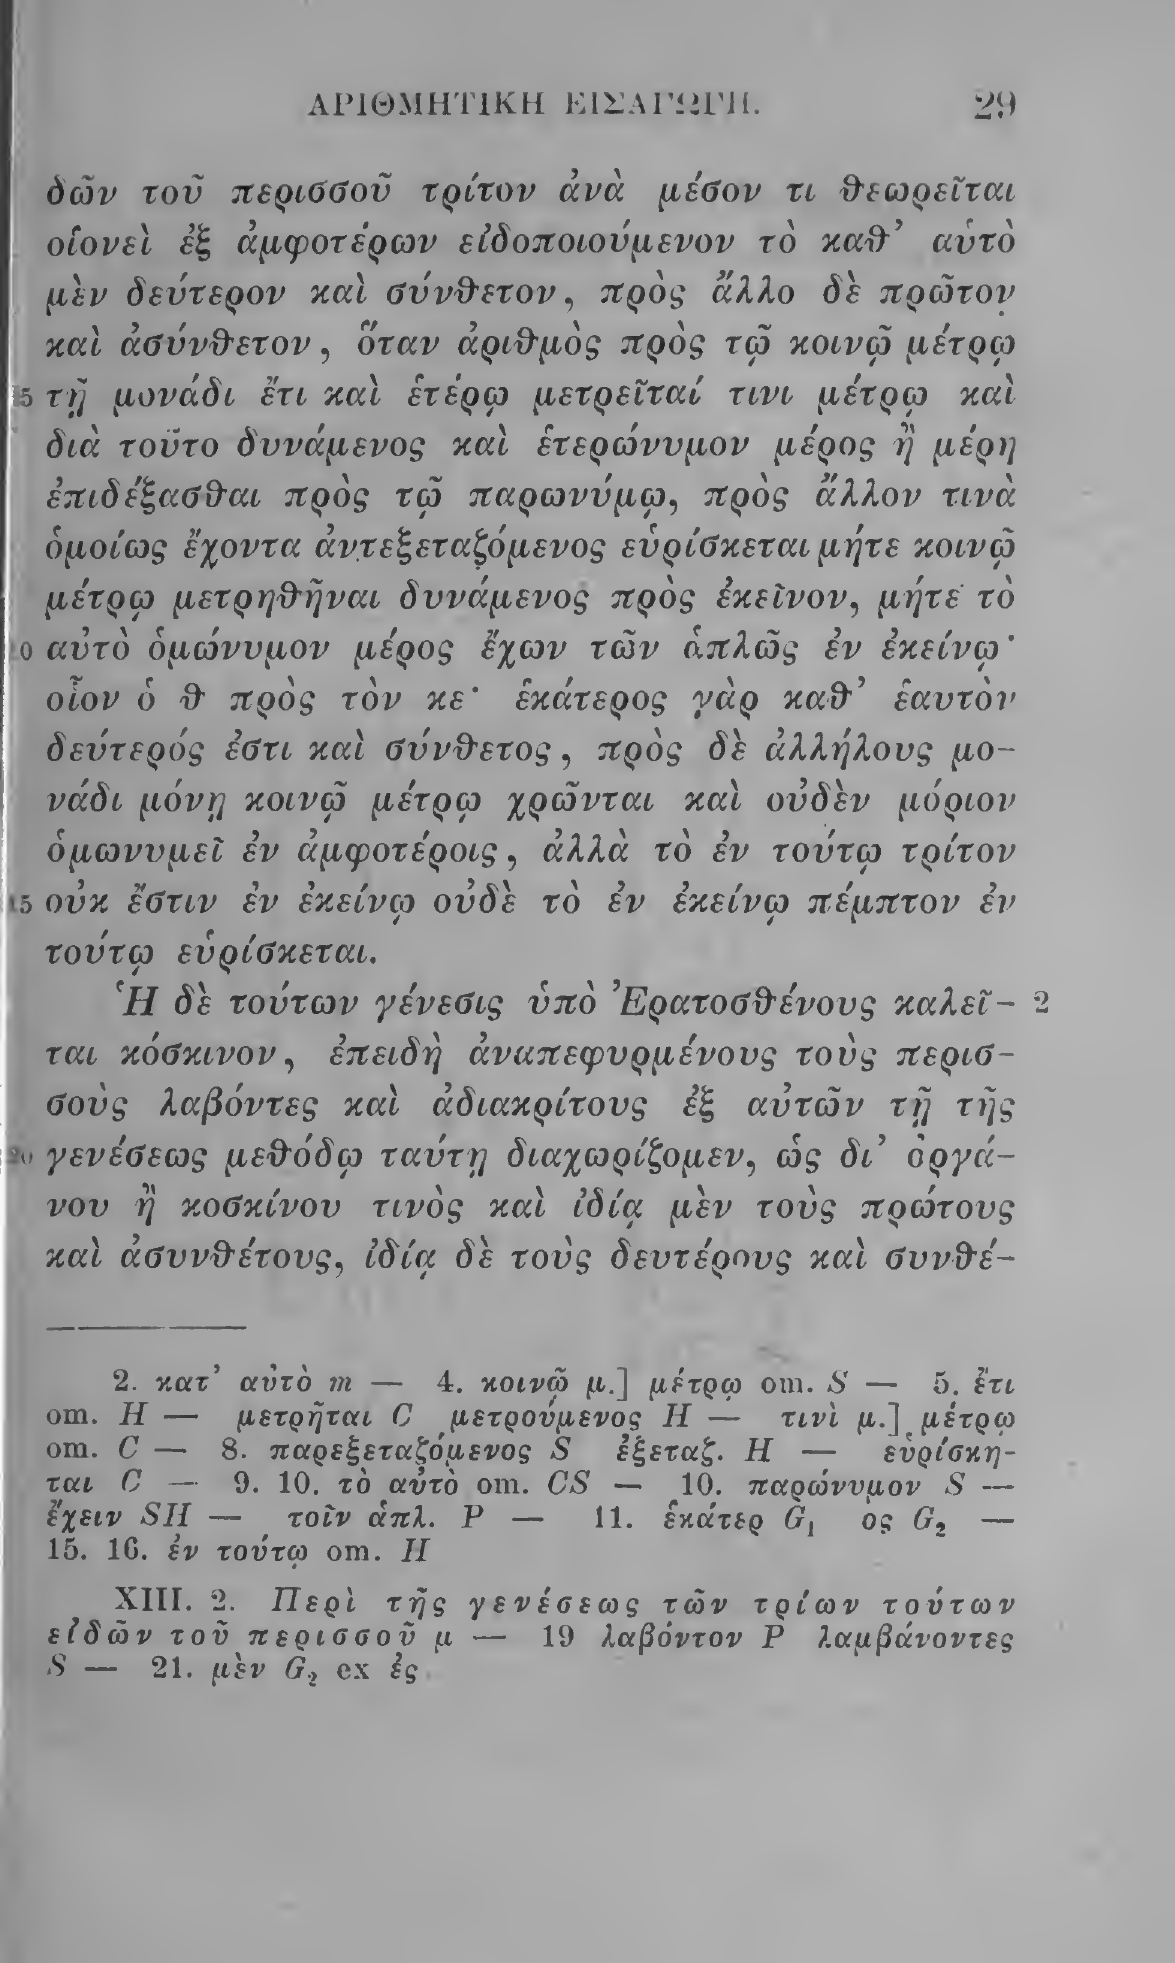 ΑΡΙΘΜΗΤΙΚΗ ΕΙΣΑΓΩΓΗ. 29
δῶν τοῦ περισσοῦ τρίτον ἀνὰ μέσον τι θεωρεῖται
οἱονεὶ ἐξ ἀμφοτέρων εἰδοποιούμενον τὸ καθ᾽ αὑτὸ
μὲν δεύτερον καὶ σύνθετον, πρὸς ἄλλο δὲ πρῶτον
καὶ ἀσύνθετον, ὅταν ἀριθμὸς πρὸς τῷ κοινῷ μέτρῳ
5 τῇ μονάδι ἔτι καὶ ἑτέρῳ μετρεῖταί τινι μέτρῳ καὶ
διὰ τοῦτο δυνάμενος καὶ ἑτερώνυμον μέρος ἢ μέρη
ἐπιδέξασθαι πρὸς τῷ παρωνύμῳ, πρὸς ἄλλον τινὰ
ὁμοίως ἔχοντα ἀντεξεταζόμενος εὑρίσκεται μήτε κοινῷ
μέτρῳ μετρηθῆναι δυνάμενος πρὸς ἐκεῖνον, μήτε τὸ
10 αὐτὸ ὁμώνυμον μέρος ἔχων τῶν ἁπλῶς ἐν ἐκείνῳ·
οἷον ὁ θ πρὸς τὸν κε· ἑκάτερος γὰρ καθ᾽ ἑαυτὸν
δεύτερός ἐστι καὶ σύνθετος, πρὸς δὲ ἀλλήλους μο-
νάδι μόνῃ κοινῷ μέτρῳ χρῶνται καὶ οὐδὲν μόριον
ὁμωνυμεῖ ἐν ἀμφοτέροις, ἀλλὰ τὸ ἐν τούτῳ τρίτον
15 οὐκ ἔστιν ἐν ἐκείνῳ οὐδὲ τὸ ἐν ἐκείνῳ πέμπτον ἐν
τούτῳ εὑρίσκεται.
Ἡ δὲ τούτων γένεσις ὑπὸ Ἐρατοσθένους καλεῖ- 2
ται κόσκινον, ἐπειδὴ ἀναπεφυρμένους τοὺς περισ-
σοὺς λαβόντες καὶ ἀδιακρίτους ἐξ αὐτῶν τῇ τῆς
20 γενέσεως μεθόδῳ ταύτῃ διαχωρίζομεν, ὡς δι᾽ ὀργά-
νου ἢ κοσκίνου τινὸς καὶ ἰδίᾳ μὲν τοὺς πρώτους
καὶ ἀσυνθέτους, ἰδίᾳ δὲ τοὺς δευτέρους καὶ συνθέ-
2. κατ᾽ αὐτὸ m — 4. κοινῷ μ.] μέτρῳ om. S — 5. ἔτι
om. H — μετρῆται C μετρούμενος H — τινὶ μ.] μέτρῳ
om. C — 8. παρεξεταζόμενος S ἐξεταζ. H — εὑρίσκη-
ται C — 9. 10. τὸ αὐτὸ om. CS — 10. παρώνυμον S —
ἔχειν SH — τοῖν ἁπλ. P — 11. ἑκάτερ G₁ ος G₂ —
15. 16. ἐν τούτῳ om. H
XIII. 2. Περὶ τῆς γενέσεως τῶν τρίων τούτων
εἰδῶν τοῦ περισσοῦ μ — 19 λαβόντον P λαμβάνοντες
S — 21. μὲν G₂ ex ἐς